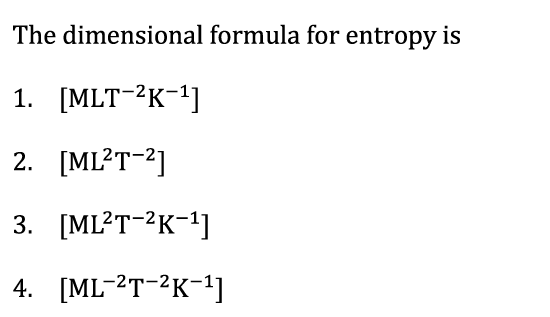 The dimensional formula for entropy is
1. [MLT⁻²K⁻¹]
2. [ML²T⁻²]
3. [ML²T⁻²K⁻¹]
4. [ML⁻²T⁻²K⁻¹]